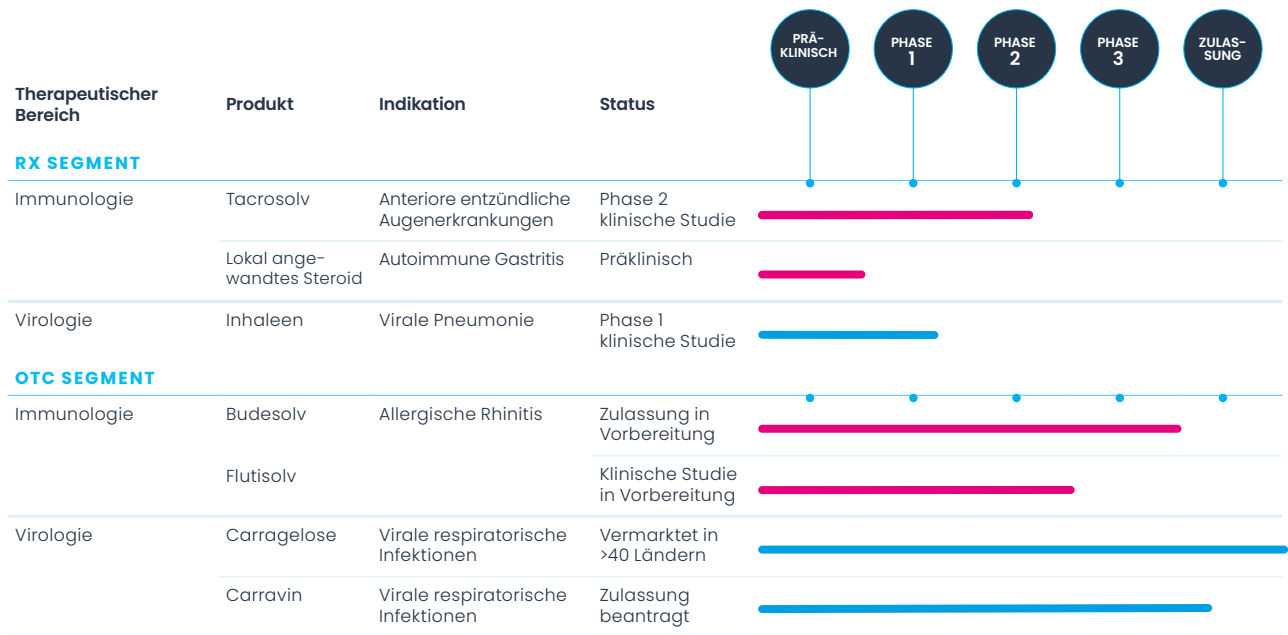 PRÄ-
KLINISCH
PHASE
1
PHASE
2
PHASE
3
ZULAS-
SUNG
Therapeutischer
Bereich
Produkt
Indikation
Status
RX SEGMENT
Immunologie
Tacrosolv
Anteriore entzündliche
Augenerkrankungen
Phase 2
klinische Studie
Lokal ange-
wandtes Steroid
Autoimmune Gastritis
Präklinisch
Virologie
Inhaleen
Virale Pneumonie
Phase 1
klinische Studie
OTC SEGMENT
Immunologie
Budesolv
Allergische Rhinitis
Zulassung in
Vorbereitung
Flutisolv
Klinische Studie
in Vorbereitung
Virologie
Carragelose
Virale respiratorische
Infektionen
Vermarktet in
>40 Ländern
Carravin
Virale respiratorische
Infektionen
Zulassung
beantragt